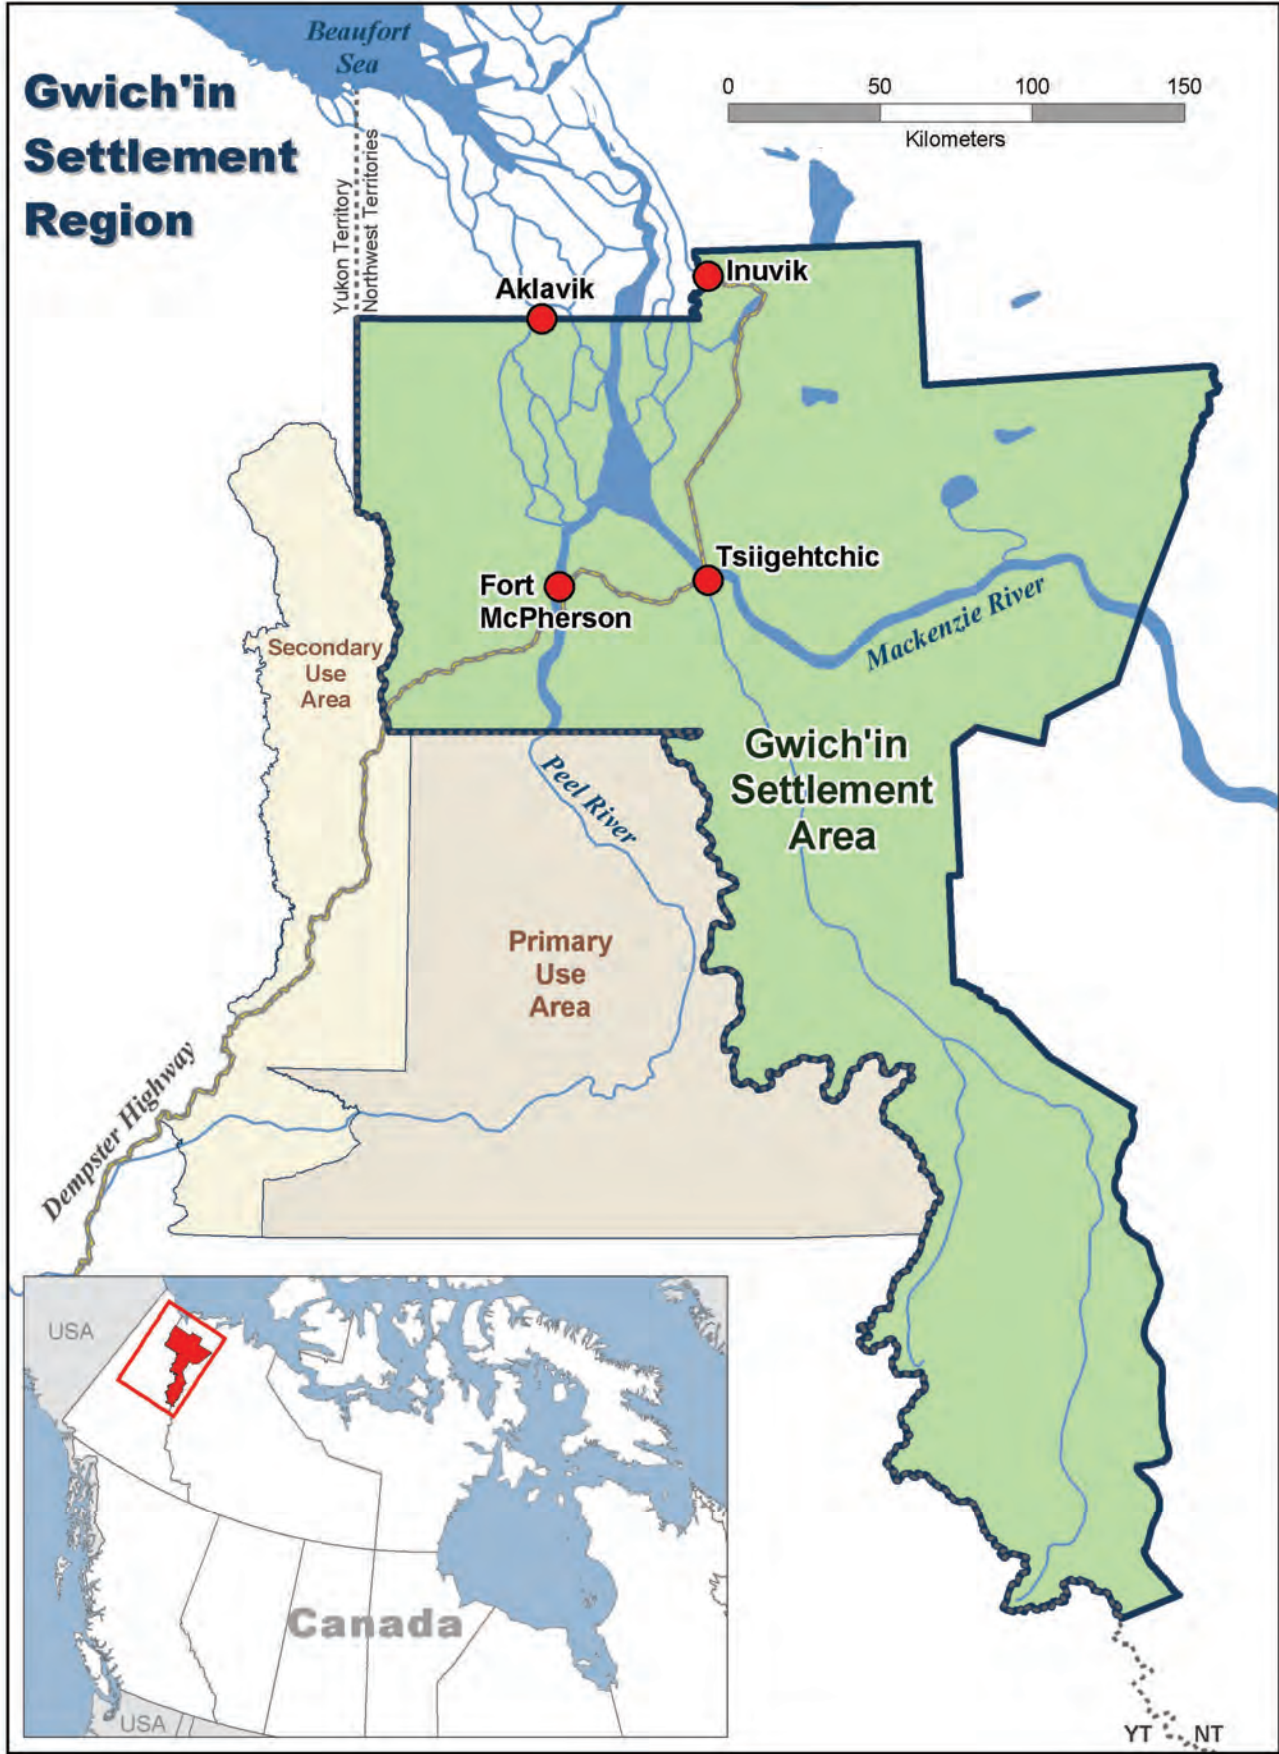 Beaufort
Sea
Gwich'in
Settlement
Region
0 50 100 150
Kilometers
Yukon Territory
Northwest Territories
Inuvik
Aklavik
Tsiigehtchic
Fort
McPherson
Mackenzie River
Secondary
Use
Area
Gwich'in
Settlement
Area
Peel River
Primary
Use
Area
Dempster Highway
USA
Canada
USA
YT NT